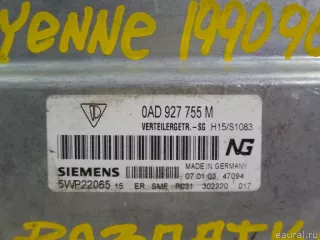 YENNE 199096
0AD 927 755 M
VERTEILERGETR.-SG H15/S1063
NG
SIEMENS MADE IN GERMANY
07.01.03 47094
5WP22065 15 ER SME R031 302220 017
eaural.ru